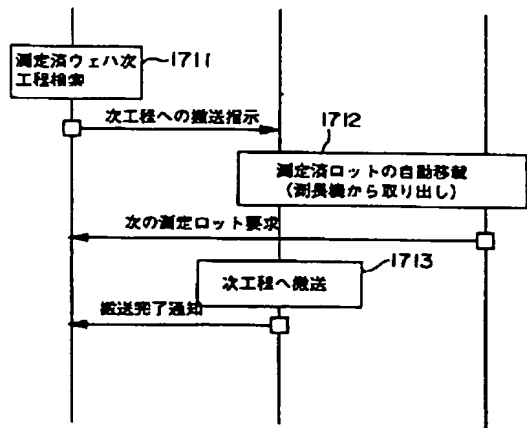 測定済ウェハ次
工程検索
1711
次工程への搬送指示
1712
測定済ロットの自動移載
(測長機から取り出し)
次の測定ロット要求
1713
次工程へ搬送
搬送完了通知